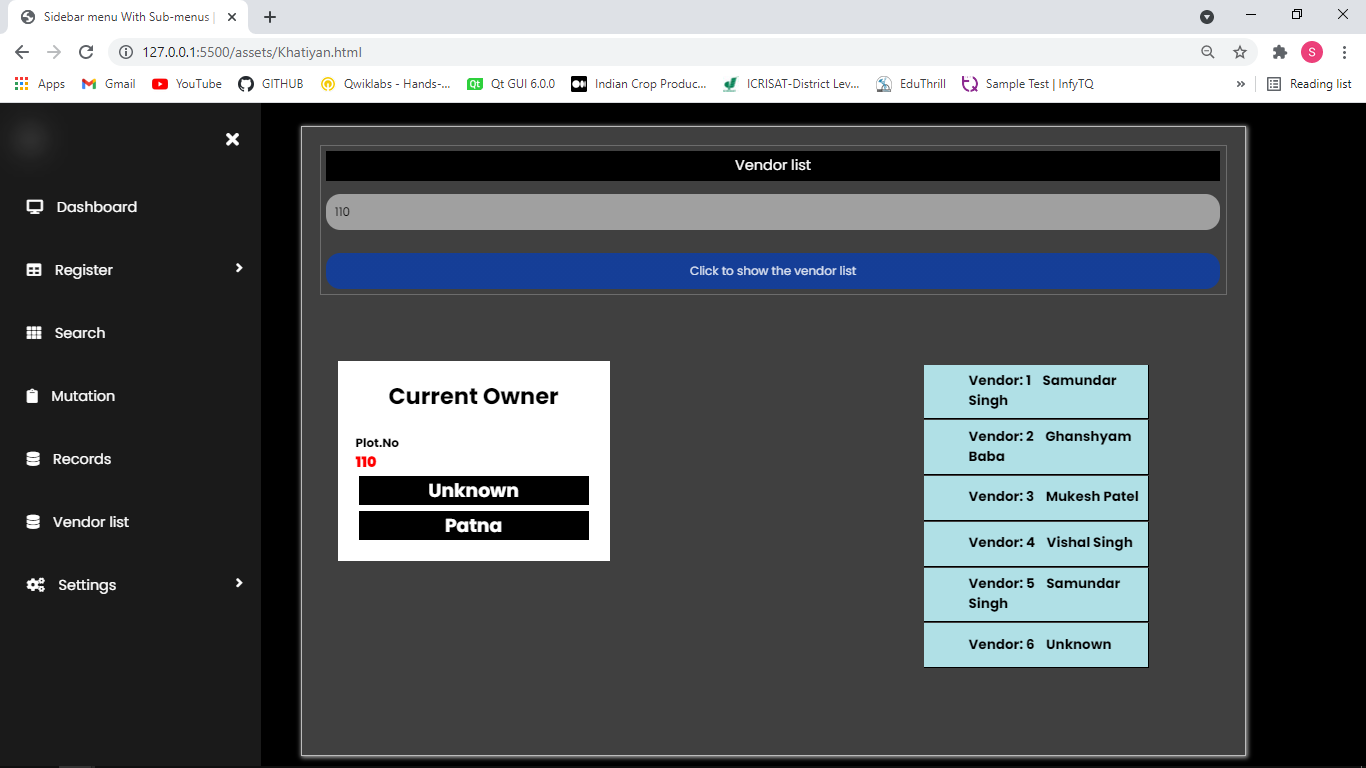 Sidebar menu With Sub-menus |
127.0.0.1:5500/assets/Khatiyan.html
S
Apps
Gmail
YouTube
GITHUB
Qwiklabs - Hands-...
Qt GUI 6.0.0
Indian Crop Produc...
ICRISAT-District Lev...
EduThrill
Sample Test | InfyTQ
»
Reading list
Dashboard
Register
Search
Mutation
Records
Vendor list
Settings
Vendor list
110
Click to show the vendor list
Current Owner
Plot.No
110
Unknown
Patna
Vendor: 1 Samundar
Singh
Vendor: 2 Ghanshyam
Baba
Vendor: 3 Mukesh Patel
Vendor: 4 Vishal Singh
Vendor: 5 Samundar
Singh
Vendor: 6 Unknown